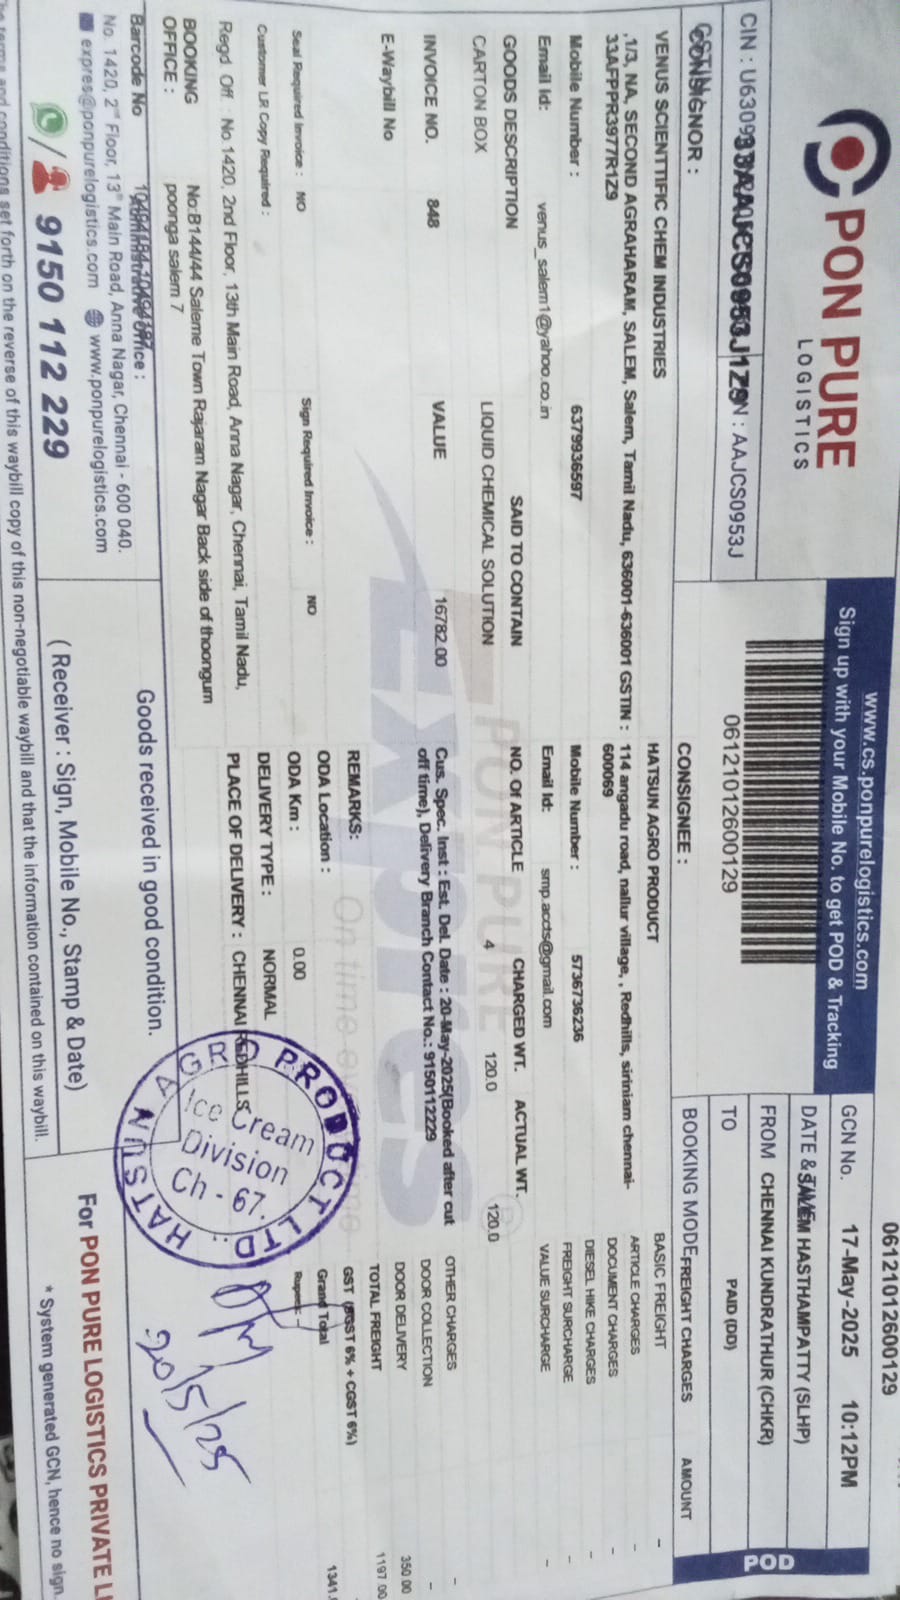 06121012600129
PON PURE
LOGISTICS
www.cs.ponpurelogistics.com
Sign up with your Mobile No. to get POD & Tracking
06121012600129
GCN No. 17-May-2025 10:12PM
DATE & TIME
SALEM HASTHAMPATTY (SLHP)
FROM CHENNAI KUNDRATHUR (CHKR)
TO
PAID (DD)
POD
CIN : U63090
33AAJCS0953J1Z9
: AAJCS0953J
GSTIN
CONSIGNOR :
VENUS SCIENTTIFIC CHEM INDUSTRIES
,1/3, NA, SECOND AGRAHARAM, SALEM, Salem, Tamil Nadu, 636001-636001 GSTIN :
33AFPPR3977R1Z9
Mobile Number : 6379936597
Email Id: venus_salem1@yahoo.co.in
CONSIGNEE :
HATSUN AGRO PRODUCT
114 angadu road, nallur village, , Redhills, siriniam chennai-
600069
Mobile Number : 5736736236
Email Id: smp.accts@gmail.com
BOOKING MODE
FREIGHT CHARGES AMOUNT
BASIC FREIGHT -
ARTICLE CHARGES -
DOCUMENT CHARGES -
DIESEL HIKE CHARGES -
FREIGHT SURCHARGE -
VALUE SURCHARGE -
GOODS DESCRIPTION SAID TO CONTAIN
CARTON BOX LIQUID CHEMICAL SOLUTION
NO. Of ARTICLE CHARGED WT. ACTUAL WT.
4 120.0 120.0
INVOICE NO. 848 VALUE 16782.00
E-Waybill No
Cus. Spec. Inst : Est. Del. Date : 20-May-2025(Booked after cut
off time), Delivery Branch Contact No.: 9150112229
OTHER CHARGES -
DOOR COLLECTION -
DOOR DELIVERY 350.00
TOTAL FREIGHT 1197.00
GST (SGST 6% + CGST 6%)
Grand Total 1341.
Rupees :-
PON PURE
Expres
On time
REMARKS:
ODA Location :
ODA Km : 0.00
DELIVERY TYPE : NORMAL
PLACE OF DELIVERY : CHENNAI REDHILLS
Seal Required Invoice : NO Sign Required Invoice : NO
Customer LR Copy Required :
Regd Off : No 1420, 2nd Floor, 13th Main Road, Anna Nagar, Chennai, Tamil Nadu,
BOOKING No:B144/44 Saleme Town Rajaram Nagar Back side of thoongum
OFFICE : poonga salem 7
Barcode No 10494184-10494187
Administrative Office :
No. 1420, 2nd Floor, 13th Main Road, Anna Nagar, Chennai - 600 040.
expres@ponpurelogistics.com www.ponpurelogistics.com
9150 112 229
Goods received in good condition.
( Receiver : Sign, Mobile No., Stamp & Date)
HATSUN AGRO PRODUCT LTD.
Ice Cream
Division
Ch - 67.
20/5/25
For PON PURE LOGISTICS PRIVATE LI
* System generated GCN, hence no sign.
terms and conditions set forth on the reverse of this waybill copy of this non-negotiable waybill and that the information contained on this waybill.